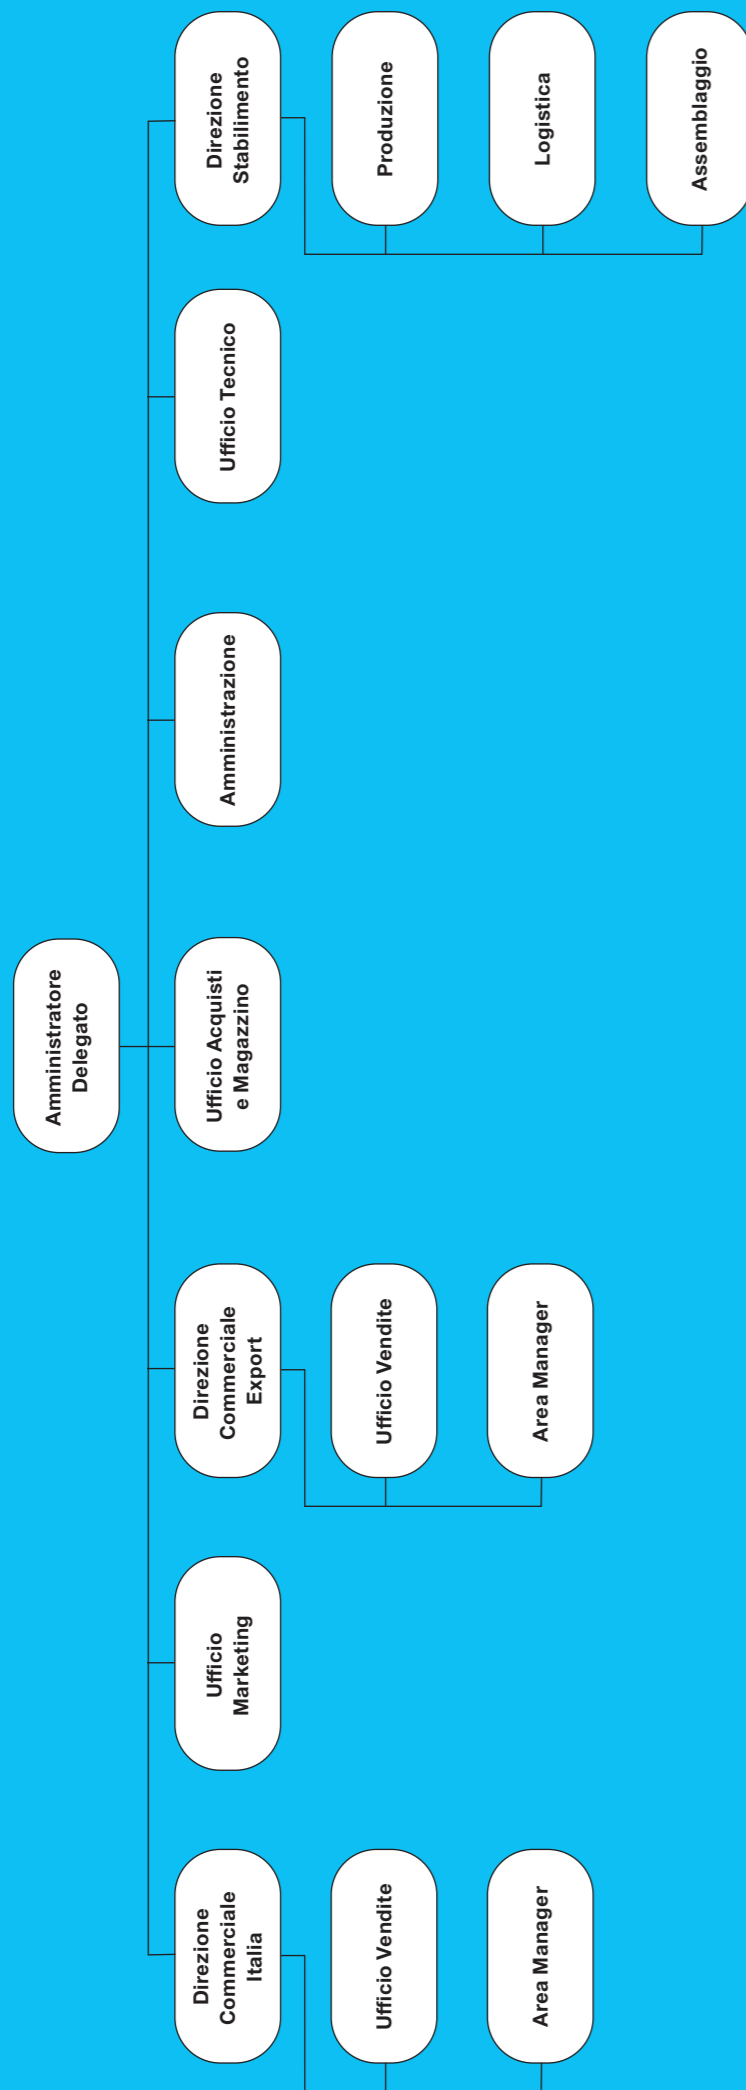 Amministratore
Delegato
Direzione
Commerciale
Italia
Ufficio
Marketing
Direzione
Commerciale
Export
Ufficio Acquisti
e Magazzino
Amministrazione
Ufficio Tecnico
Direzione
Stabilimento
Ufficio Vendite
Ufficio Vendite
Produzione
Area Manager
Area Manager
Logistica
Assemblaggio